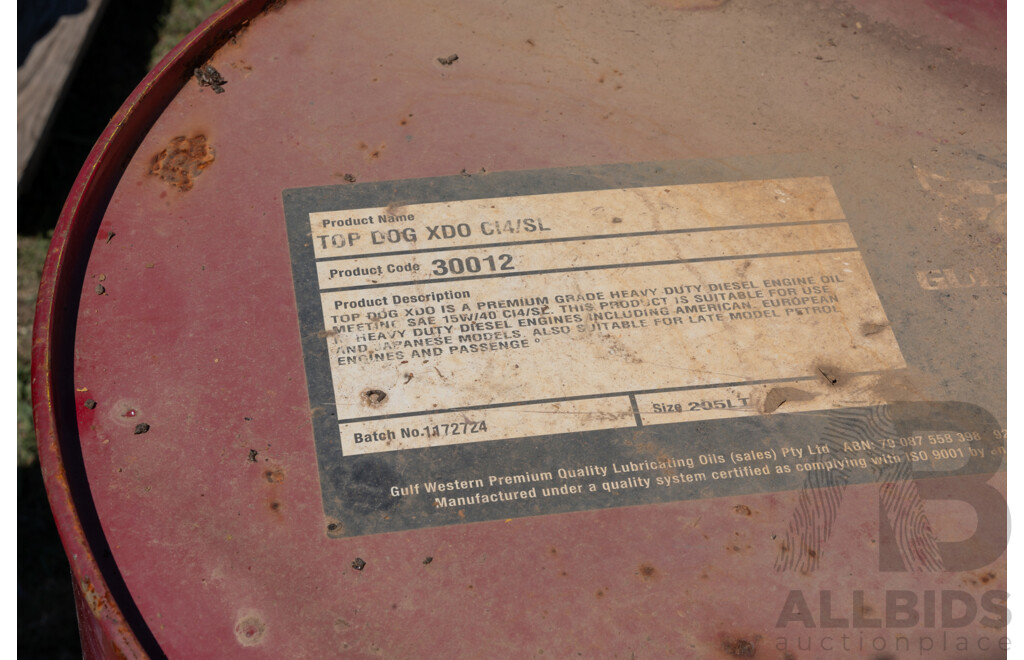 Product Name
TOP DOG XDO CI4/SL
Product Code 30012
Product Description
TOP DOG XDO IS A PREMIUM GRADE HEAVY DUTY DIESEL ENGINE OIL
MEETING SAE 15W/40 CI4/SL. THIS PRODUCT IS SUITABLE FOR USE
HEAVY DUTY DIESEL ENGINES INCLUDING AMERICAN, EUROPEAN
AND JAPANESE MODELS. ALSO SUITABLE FOR LATE MODEL PETROL
ENGINES AND PASSENGE
Batch No. 1172724
Size 205LT
Gulf Western Premium Quality Lubricating Oils (sales) Pty Ltd ABN: 79 097 558 398
Manufactured under a quality system certified as complying with ISO 9001 by
AB
ALLBIDS
auctionplace